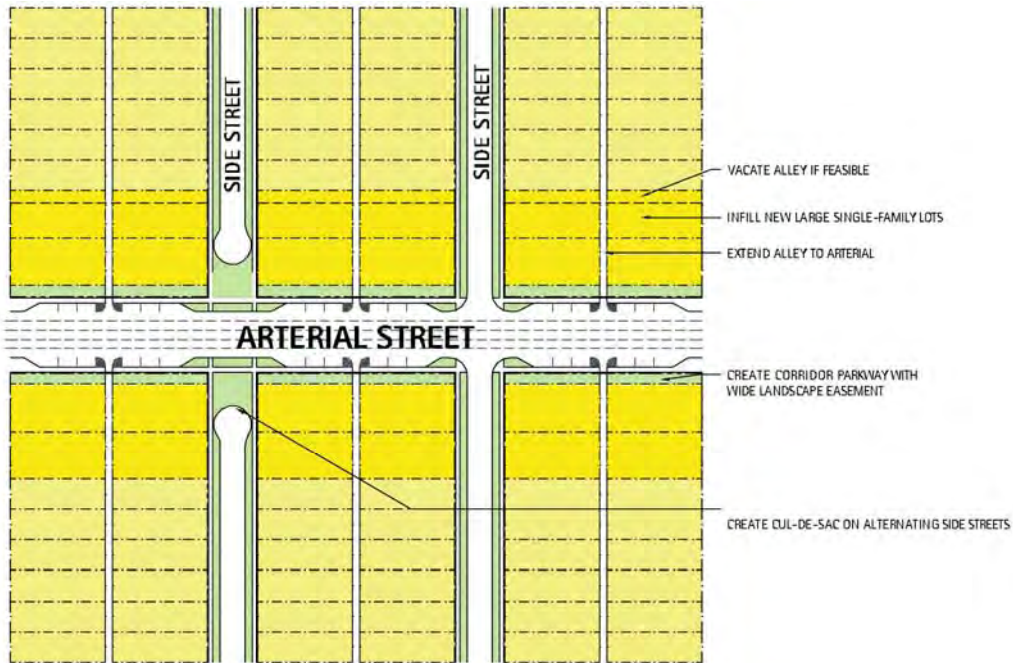 SIDE STREET
SIDE STREET
VACATE ALLEY IF FEASIBLE
INFILL NEW LARGE SINGLE-FAMILY LOTS
EXTEND ALLEY TO ARTERIAL
ARTERIAL STREET
CREATE CORRIDOR PARKWAY WITH
WIDE LANDSCAPE EASEMENT
CREATE CUL-DE-SAC ON ALTERNATING SIDE STREETS